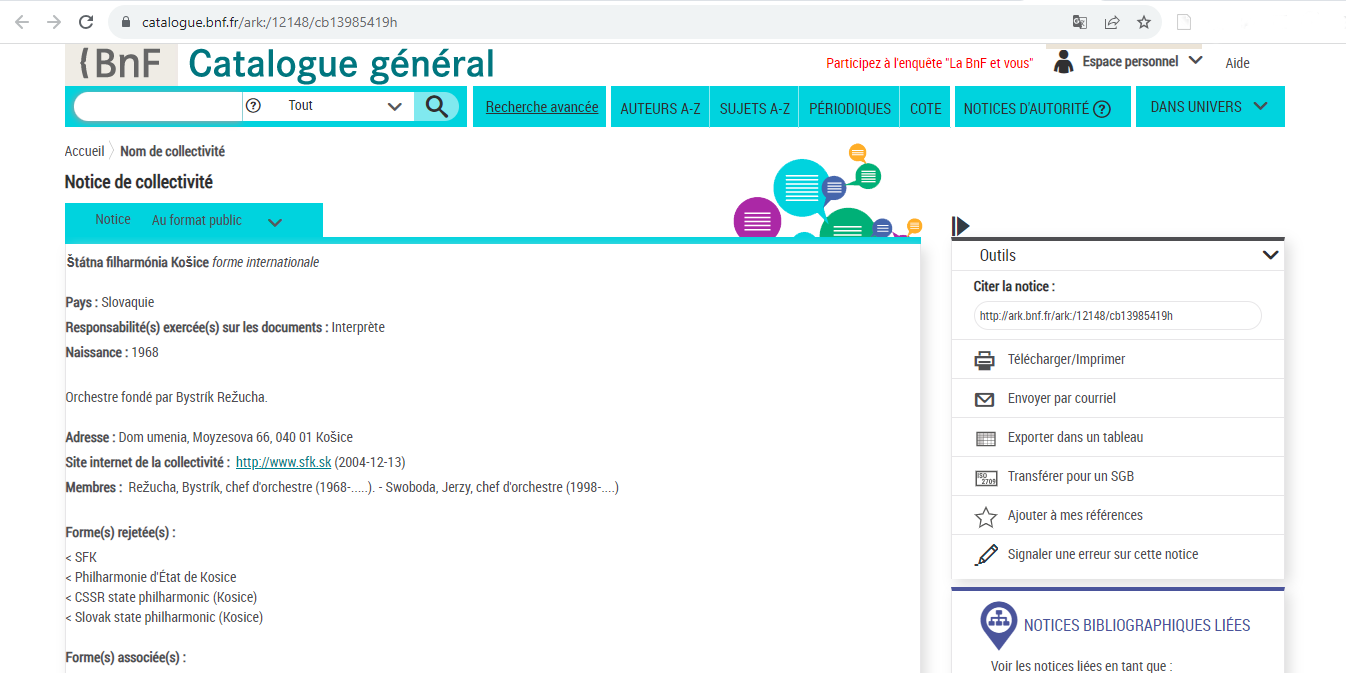 catalogue.bnf.fr/ark:/12148/cb13985419h
BnF Catalogue général
Participez à l'enquête "La BnF et vous"
Espace personnel
Aide
? Tout
Recherche avancée
AUTEURS A-Z
SUJETS A-Z
PÉRIODIQUES
COTE
NOTICES D'AUTORITÉ ?
DANS UNIVERS
Accueil Nom de collectivité
Notice de collectivité
Notice Au format public
Štátna filharmónia Košice forme internationale
Pays : Slovaquie
Responsabilité(s) exercée(s) sur les documents : Interprète
Naissance : 1968
Orchestre fondé par Bystrík Režucha.
Adresse : Dom umenia, Moyzesova 66, 040 01 Košice
Site internet de la collectivité : http://www.sfk.sk (2004-12-13)
Membres : Režucha, Bystrík, chef d'orchestre (1968-.....). - Swoboda, Jerzy, chef d'orchestre (1998-....)
Forme(s) rejetée(s) :
< SFK
< Philharmonie d'État de Kosice
< CSSR state philharmonic (Kosice)
< Slovak state philharmonic (Kosice)
Forme(s) associée(s) :
Outils
Citer la notice :
http://ark.bnf.fr/ark:/12148/cb13985419h
Télécharger/Imprimer
Envoyer par courriel
Exporter dans un tableau
ISO
2709
Transférer pour un SGB
Ajouter à mes références
Signaler une erreur sur cette notice
NOTICES BIBLIOGRAPHIQUES LIÉES
Voir les notices liées en tant que :